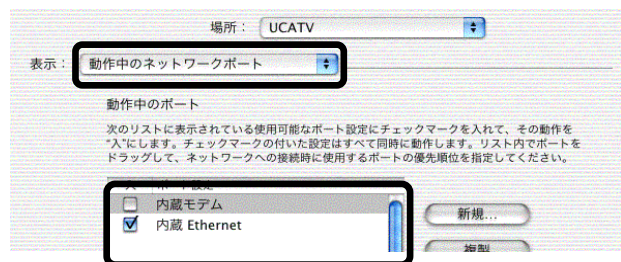 場所： UCATV
表示： 動作中のネットワークポート
動作中のポート
次のリストに表示されている使用可能なポート設定にチェックマークを入れて、その動作を
“入”にします。チェックマークの付いた設定はすべて同時に動作します。リスト内でポートを
ドラッグして、ネットワークへの接続時に使用するポートの優先順位を指定してください。
内蔵モデム
内蔵 Ethernet
新規...